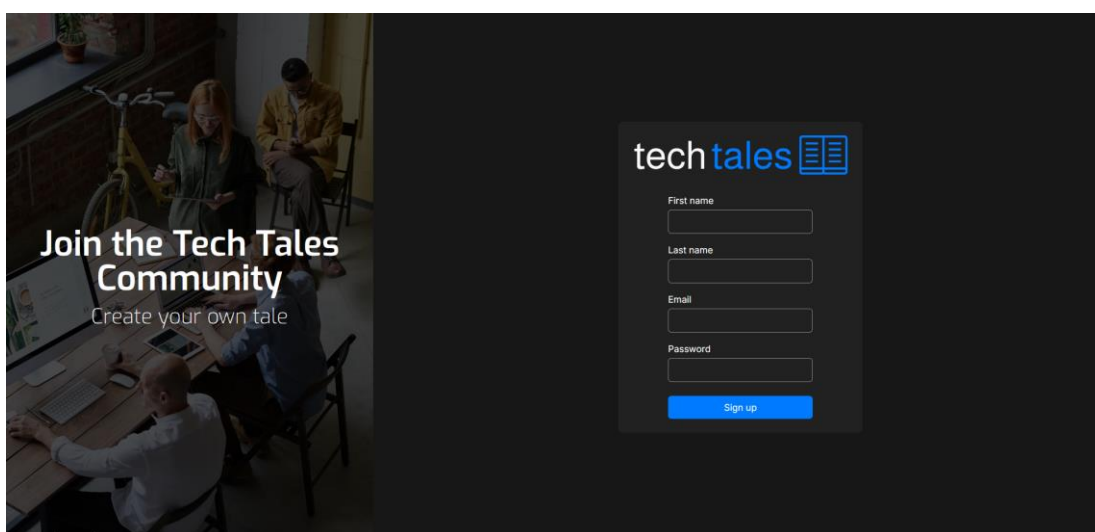 Join the Tech Tales
Community
Create your own tale
tech tales
First name
Last name
Email
Password
Sign up